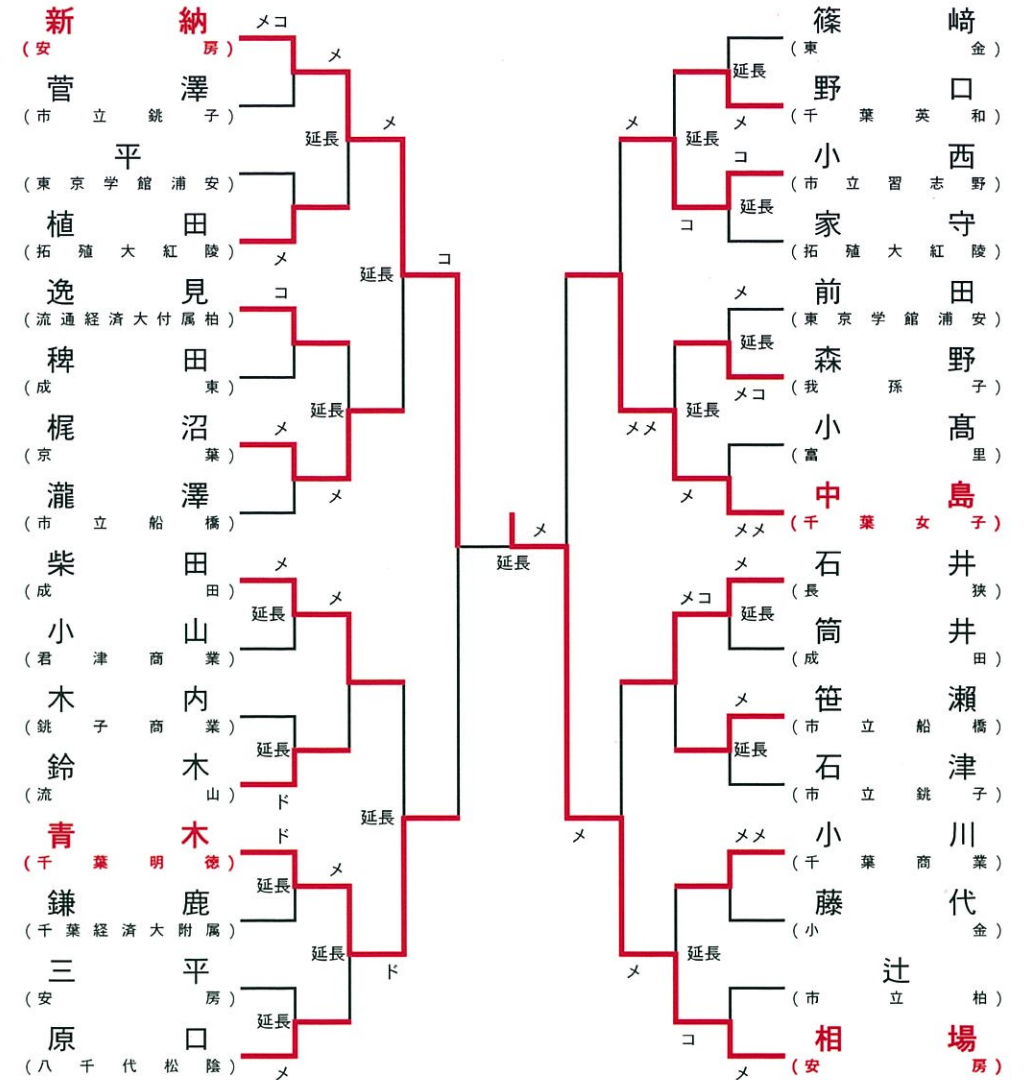 新納
(安房)
菅澤
(市立銚子)
平
(東京学館浦安)
植田
(拓殖大紅陵)
逸見
(流通経済大付属柏)
稗田
(成東)
梶沼
(京葉)
瀧澤
(市立船橋)
柴田
(成田)
小山
(君津商業)
木内
(銚子商業)
鈴木
(流山)
青木
(千葉明徳)
鎌鹿
(千葉経済大附属)
三平
(安房)
原口
(八千代松陰)
メコ
メ
延長
メ
メ
コ
延長
コ
延長
メ
メ
メ
延長
メ
延長
ド
延長
ド
延長
メ
延長
ド
延長
メ
メ
延長
篠﨑
(東金)
野口
(千葉英和)
小西
(市立習志野)
家守
(拓殖大紅陵)
前田
(東京学館浦安)
森野
(我孫子)
小髙
(富里)
中島
(千葉女子)
石井
(長狭)
筒井
(成田)
笹瀬
(市立船橋)
石津
(市立銚子)
小川
(千葉商業)
藤代
(小金)
辻
(市立柏)
相場
(安房)
延長
メ
メ
延長
コ
延長
コ
メ
延長
メコ
延長
メメ
メ
メメ
メ
メコ
延長
メ
延長
メ
メメ
延長
メ
コ
メ